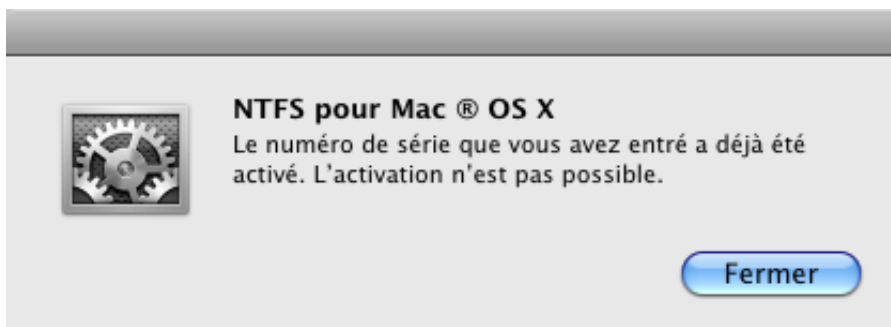 NTFS pour Mac ® OS X
Le numéro de série que vous avez entré a déjà été
activé. L'activation n'est pas possible.
Fermer